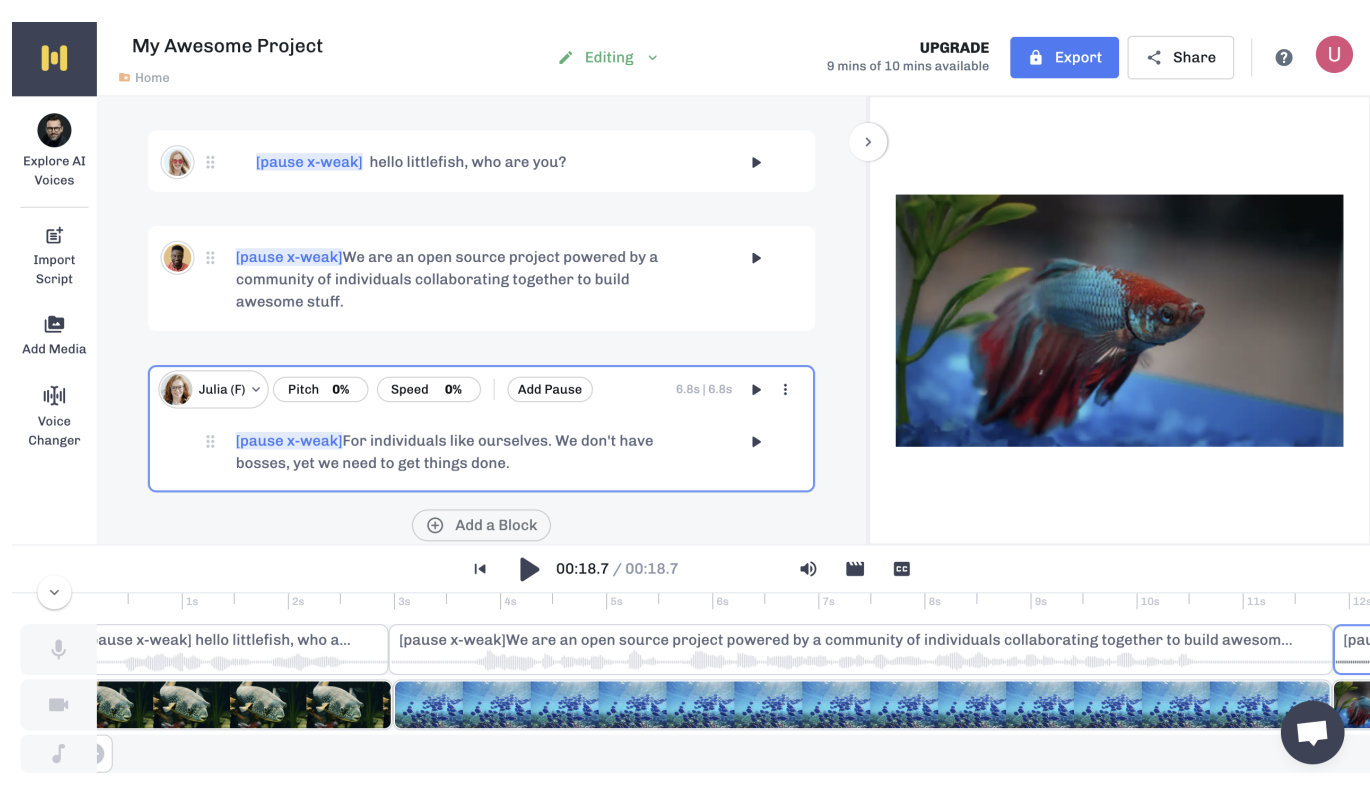 My Awesome Project
Home
Editing
UPGRADE
9 mins of 10 mins available
Export
Share
?
U
Explore AI
Voices
Import
Script
Add Media
Voice
Changer
[pause x-weak] hello littlefish, who are you?
[pause x-weak]We are an open source project powered by a
community of individuals collaborating together to build
awesome stuff.
Julia (F)
Pitch 0%
Speed 0%
Add Pause
6.8s | 6.8s
[pause x-weak]For individuals like ourselves. We don't have
bosses, yet we need to get things done.
Add a Block
00:18.7 / 00:18.7
CC
1s 2s 3s 4s 5s 6s 7s 8s 9s 10s 11s 12s
ause x-weak] hello littlefish, who a...
[pause x-weak]We are an open source project powered by a community of individuals collaborating together to build awesom...
[pau